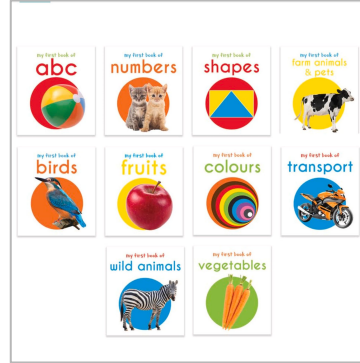 my first book of
abc
my first book of
numbers
my first book of
shapes
my first book of
farm animals
& pets
my first book of
birds
my first book of
fruits
my first book of
colours
my first book of
transport
my first book of
wild animals
my first book of
vegetables